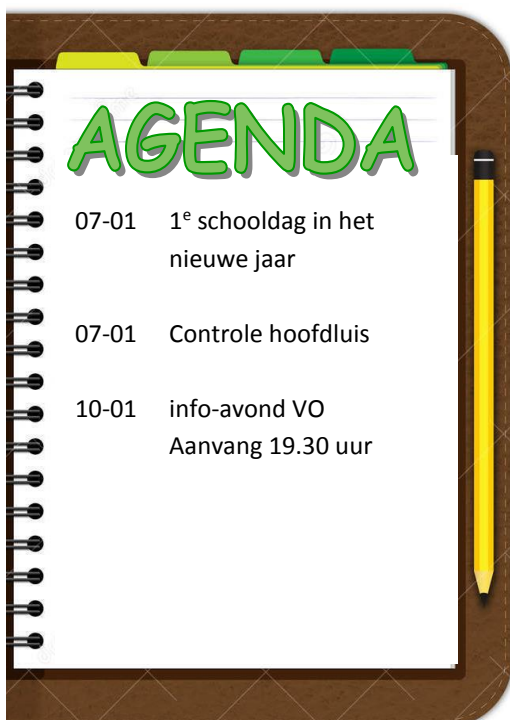 AGENDA
07-01 1e schooldag in het
nieuwe jaar
07-01 Controle hoofdluis
10-01 info-avond VO
Aanvang 19.30 uur